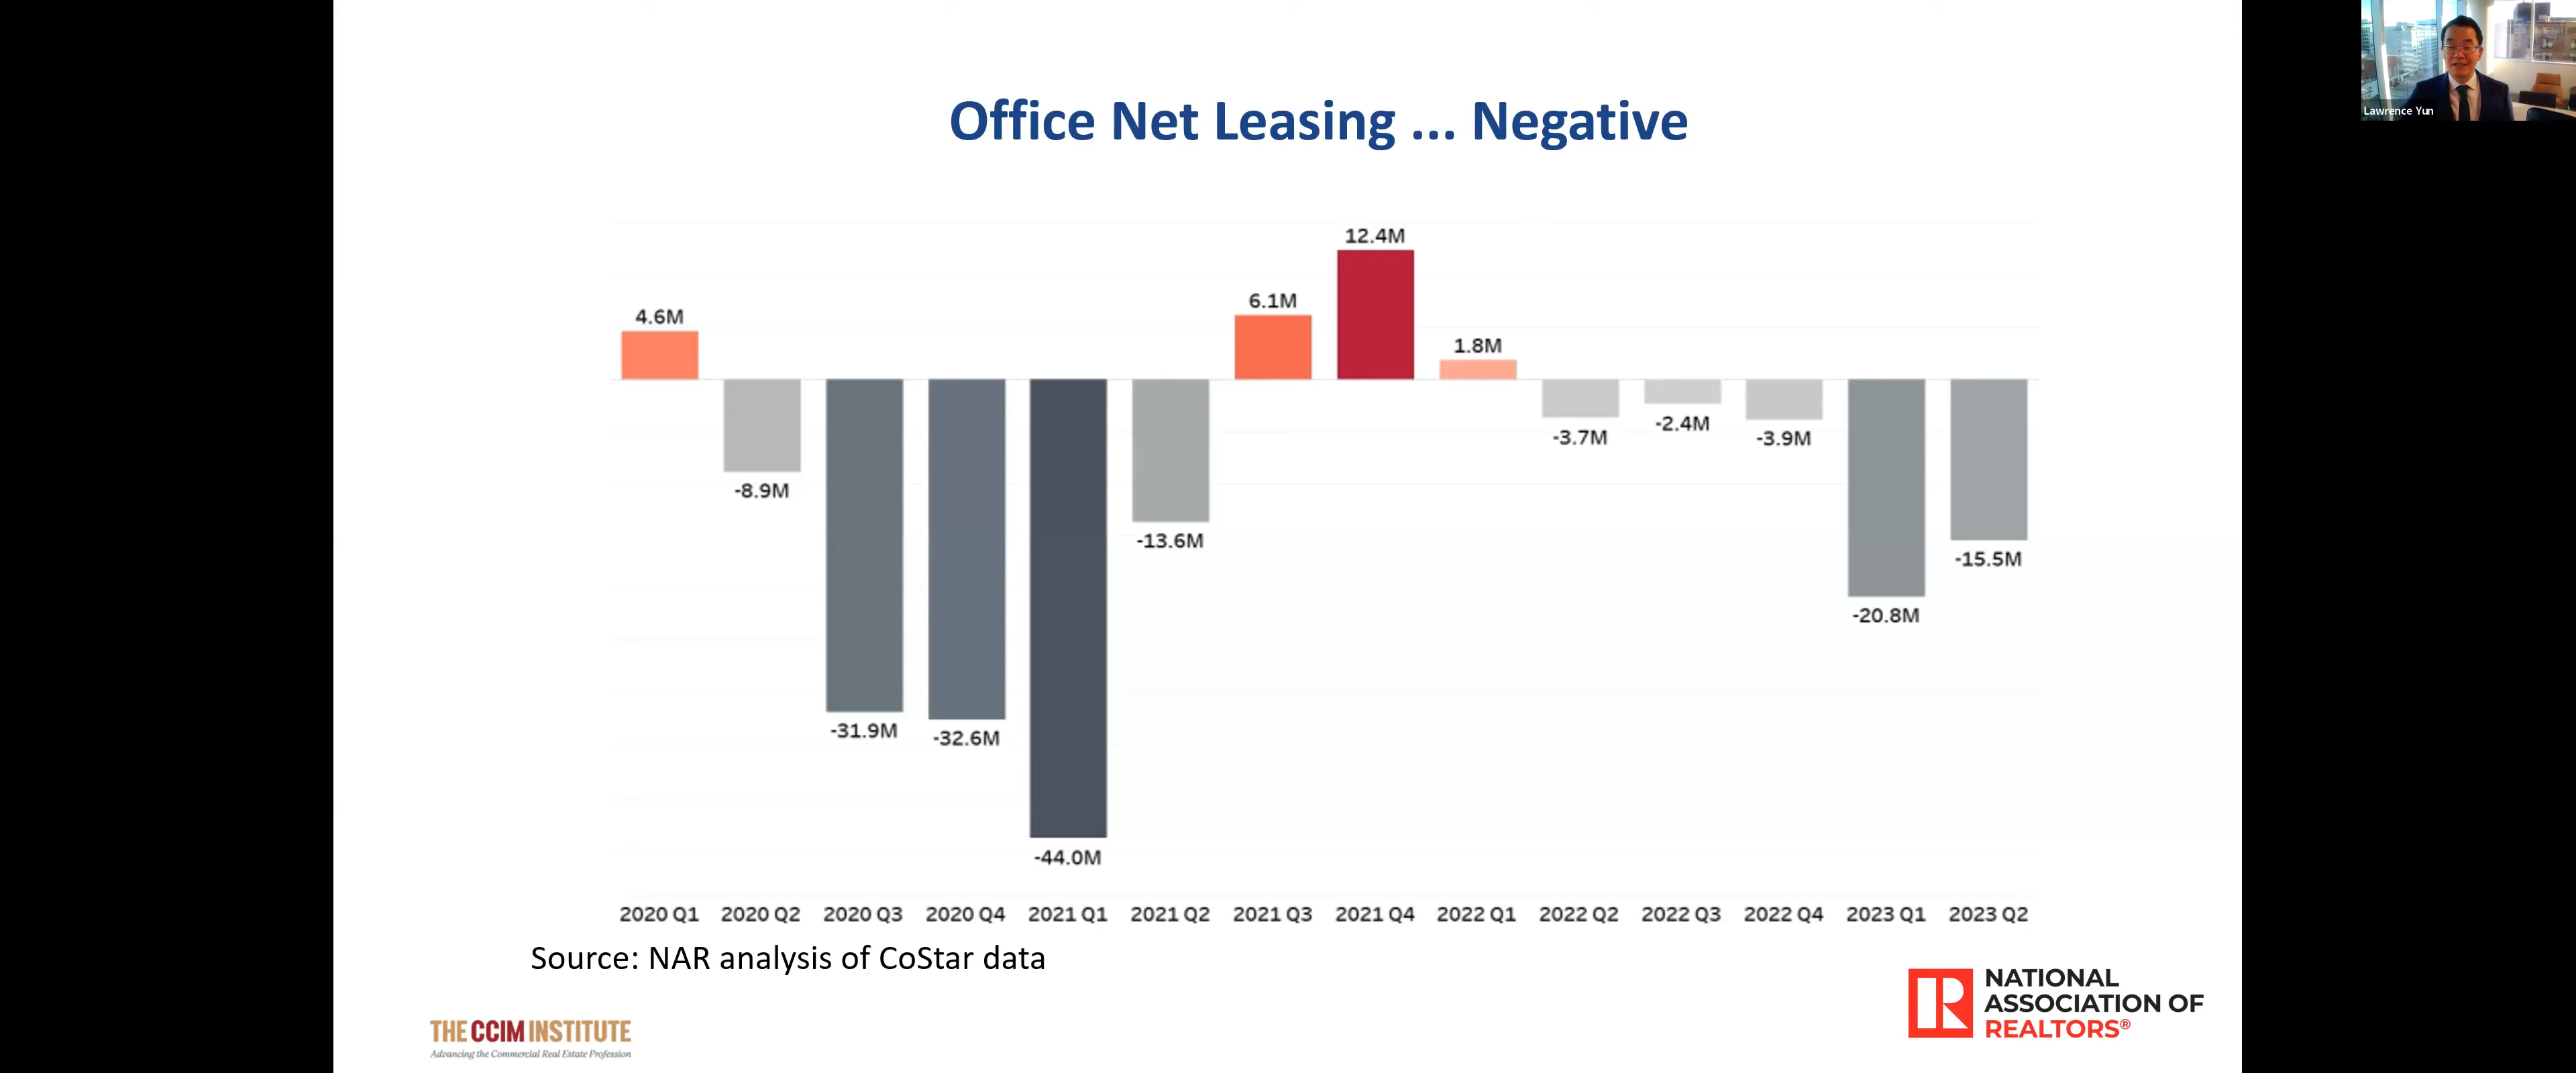 Office Net Leasing ... Negative
12.4M
6.1M
4.6M
1.8M
-3.7M
-2.4M
-3.9M
-8.9M
-13.6M
-15.5M
-20.8M
-31.9M
-32.6M
-44.0M
2020 Q1 2020 Q2 2020 Q3 2020 Q4 2021 Q1 2021 Q2 2021 Q3 2021 Q4 2022 Q1 2022 Q2 2022 Q3 2022 Q4 2023 Q1 2023 Q2
Source: NAR analysis of CoStar data
THE CCIM INSTITUTE
Advancing the Commercial Real Estate Profession
R
NATIONAL
ASSOCIATION OF
REALTORS®
Lawrence Yun